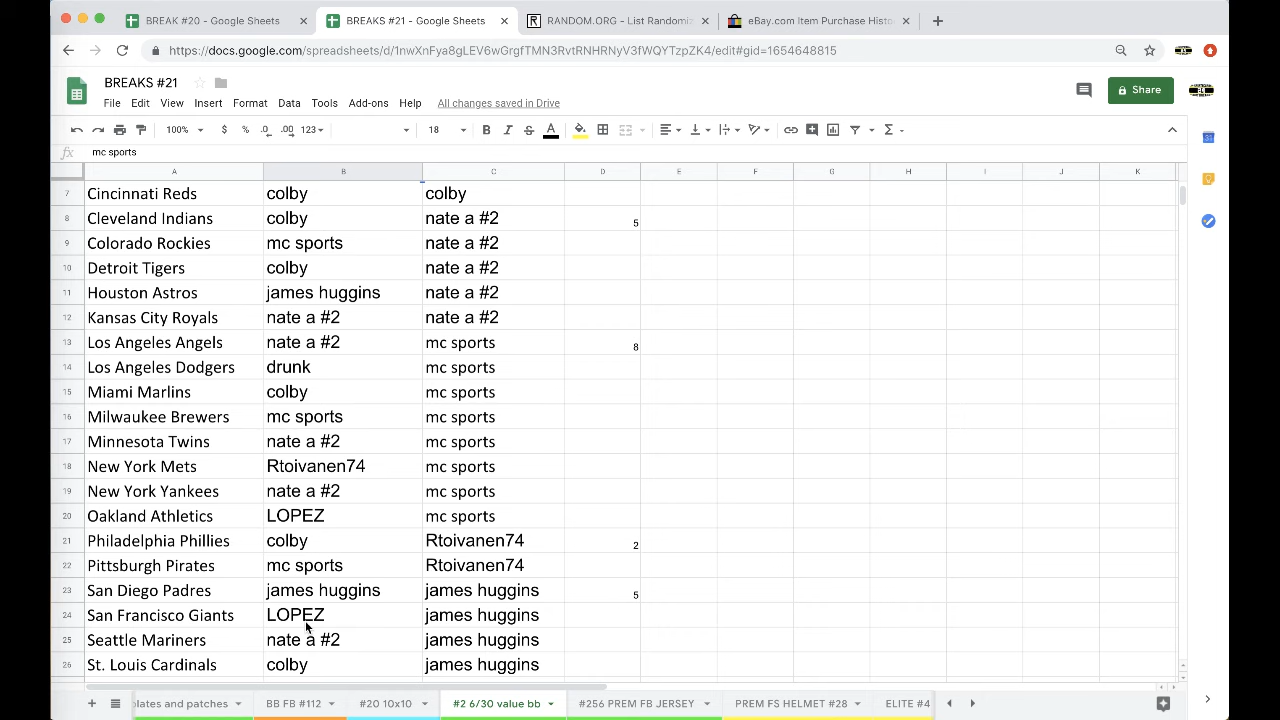 BREAK #20 - Google Sheets
BREAKS #21 - Google Sheets
RANDOM.ORG - List Randomiz
eBay.com Item Purchase Histo
https://docs.google.com/spreadsheets/d/1nwXnFya8gLEV6wGrgfTMN3RvtRNHRNyV3fWQYTzpZK4/edit#gid=1654648815
BREAKS #21
File Edit View Insert Format Data Tools Add-ons Help All changes saved in Drive
Share
100% $ % .0 .00 123 18 B I S A
fx mc sports
A B C D E F G H I J K
7 Cincinnati Reds colby colby
8 Cleveland Indians colby nate a #2 5
9 Colorado Rockies mc sports nate a #2
10 Detroit Tigers colby nate a #2
11 Houston Astros james huggins nate a #2
12 Kansas City Royals nate a #2 nate a #2
13 Los Angeles Angels nate a #2 mc sports 8
14 Los Angeles Dodgers drunk mc sports
15 Miami Marlins colby mc sports
16 Milwaukee Brewers mc sports mc sports
17 Minnesota Twins nate a #2 mc sports
18 New York Mets Rtoivanen74 mc sports
19 New York Yankees nate a #2 mc sports
20 Oakland Athletics LOPEZ mc sports
21 Philadelphia Phillies colby Rtoivanen74 2
22 Pittsburgh Pirates mc sports Rtoivanen74
23 San Diego Padres james huggins james huggins 5
24 San Francisco Giants LOPEZ james huggins
25 Seattle Mariners nate a #2 james huggins
26 St. Louis Cardinals colby james huggins
lates and patches BB FB #112 #20 10x10 /30 value bb #256 PREM FB JERSEY PREM FS HELMET #28 ELITE #4